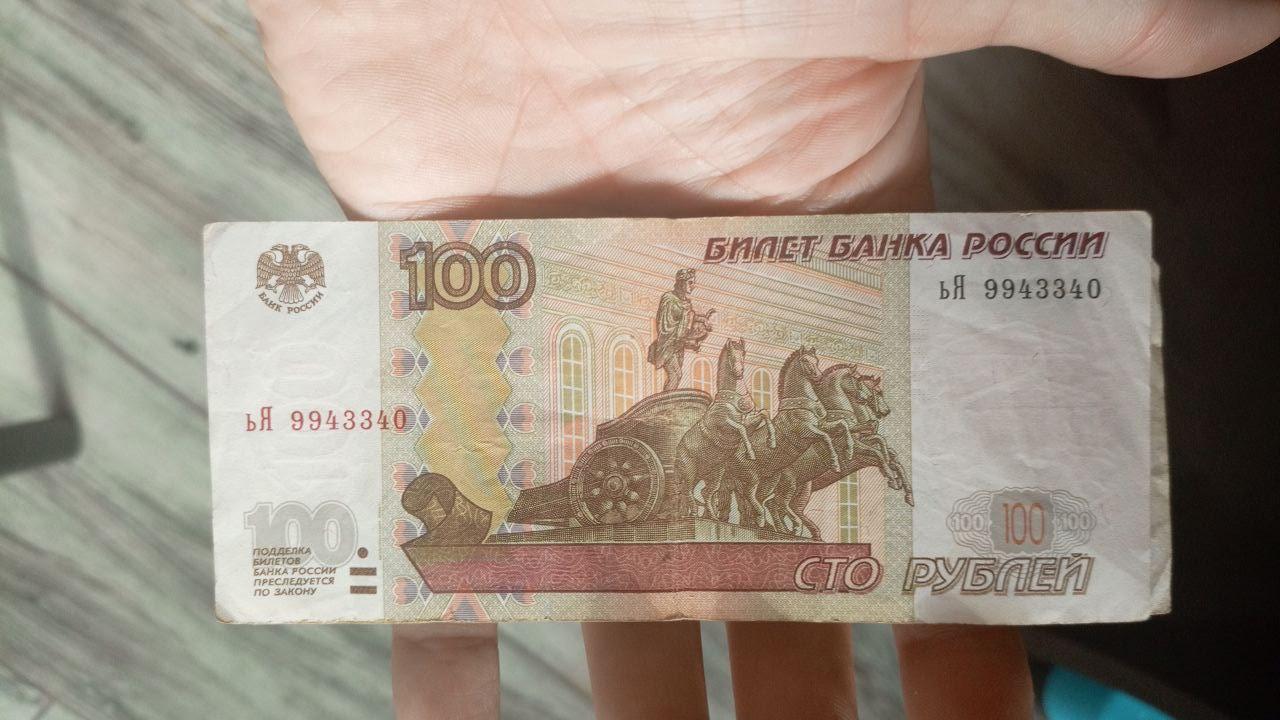 БАНК РОССИИ
100
БИЛЕТ БАНКА РОССИИ
ьЯ 9943340
ьЯ 9943340
100
ПОДДЕЛКА
БИЛЕТОВ
БАНКА РОССИИ
ПРЕСЛЕДУЕТСЯ
ПО ЗАКОНУ
100 100 100
СТО РУБЛЕЙ